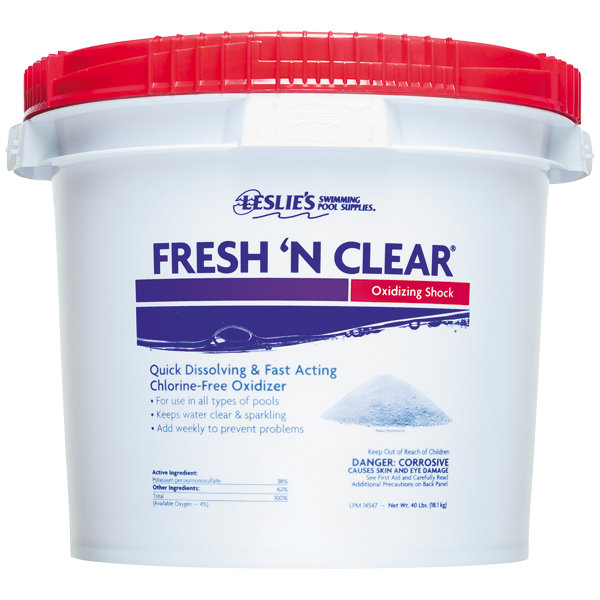 LESLIE'S SWIMMING POOL SUPPLIES.
FRESH 'N CLEAR®
Oxidizing Shock
Quick Dissolving & Fast Acting
Chlorine-Free Oxidizer
• For use in all types of pools
• Keeps water clear & sparkling
• Add weekly to prevent problems
Keep Out of Reach of Children
DANGER: CORROSIVE
CAUSES SKIN AND EYE DAMAGE
See First Aid and Carefully Read
Additional Precautions on Back Panel
Active Ingredient:
Potassium peroxymonosulfate 38%
Other Ingredients: 62%
Total 100%
(Available Oxygen — 4%)
LPM 14547 - Net Wt. 40 Lbs. (18.1 kg)